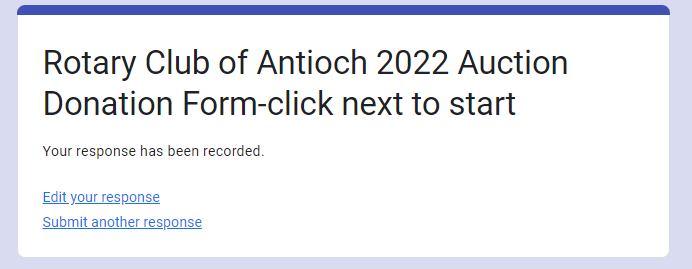 Rotary Club of Antioch 2022 Auction
Donation Form-click next to start
Your response has been recorded.
Edit your response
Submit another response